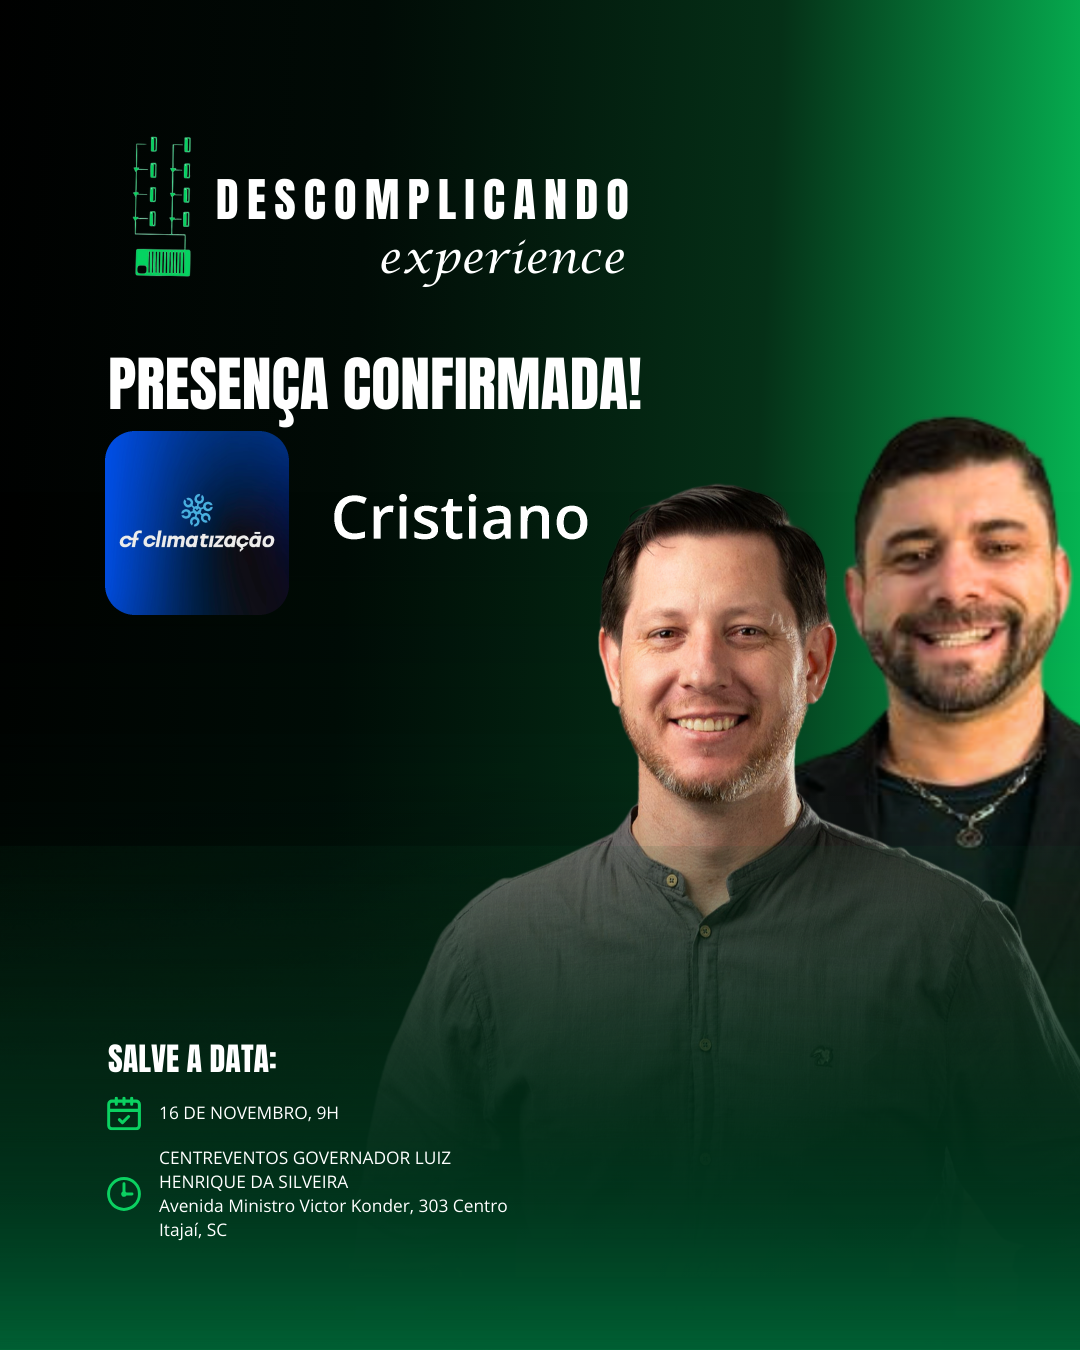 DESCOMPLICANDO
experience
PRESENÇA CONFIRMADA!
cf climatização
Cristiano
SALVE A DATA:
16 DE NOVEMBRO, 9H
CENTREVENTOS GOVERNADOR LUIZ
HENRIQUE DA SILVEIRA
Avenida Ministro Victor Konder, 303 Centro
Itajaí, SC